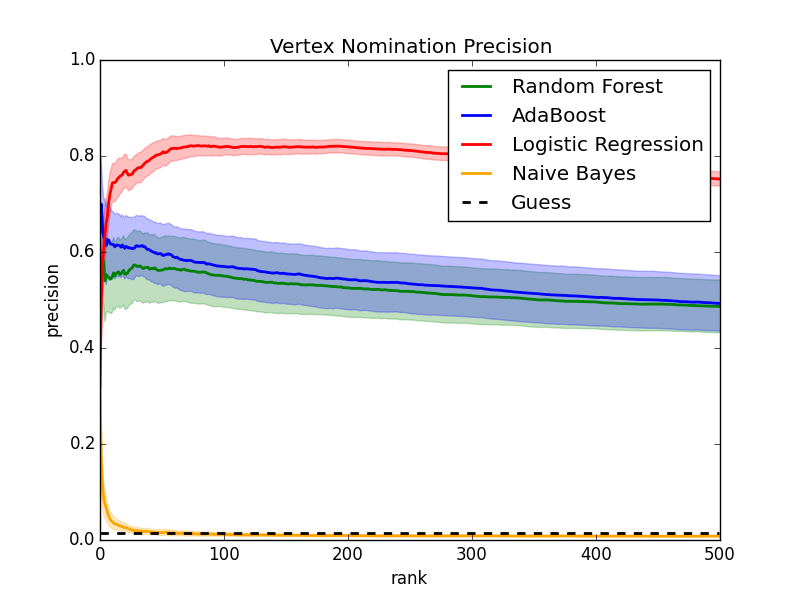 Vertex Nomination Precision
1.0
0.8
0.6
0.4
0.2
0.0
precision
Random Forest
AdaBoost
Logistic Regression
Naive Bayes
Guess
0 100 200 300 400 500
rank